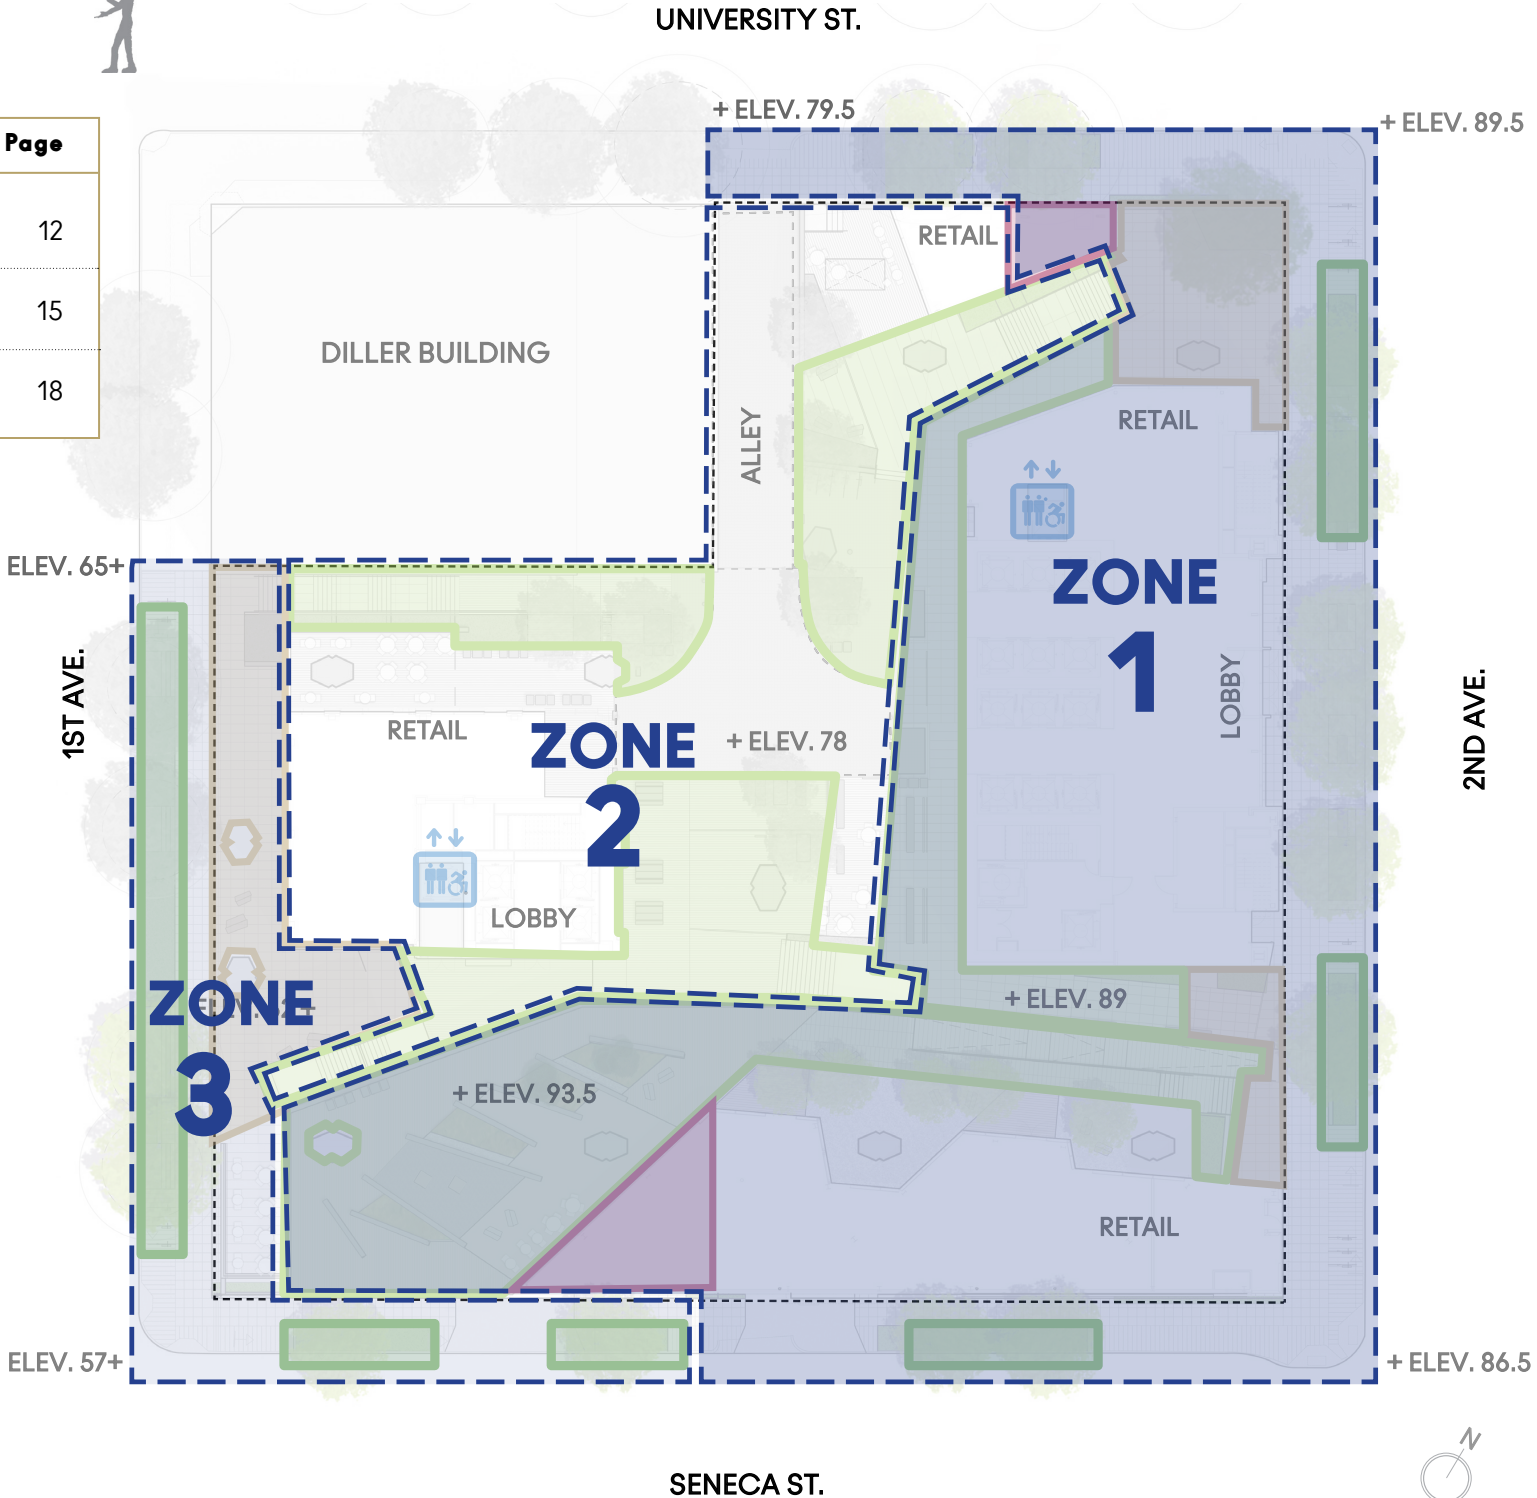 UNIVERSITY ST.
+ ELEV. 79.5
+ ELEV. 89.5
Page
12
15
18
RETAIL
DILLER BUILDING
ALLEY
RETAIL
ELEV. 65+
ZONE
1
LOBBY
1ST AVE.
2ND AVE.
RETAIL
ZONE
2
+ ELEV. 78
LOBBY
ZONE
3
+ ELEV. 89
+ ELEV. 93.5
RETAIL
ELEV. 57+
+ ELEV. 86.5
N
SENECA ST.